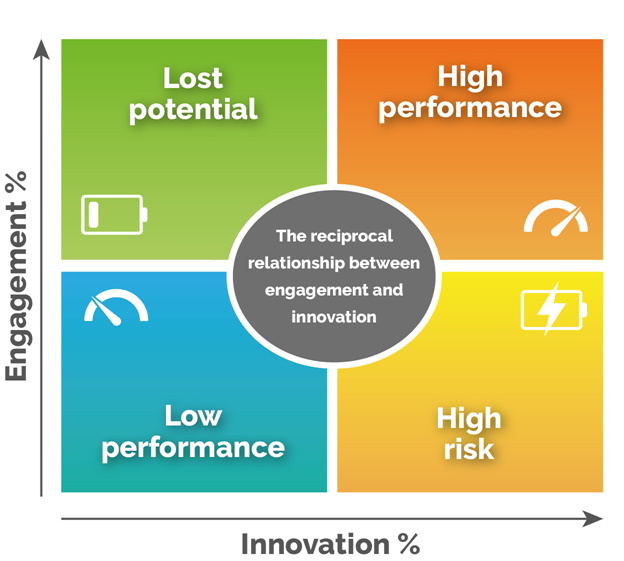 Lost
potential
High
performance
The reciprocal
relationship between
engagement and
innovation
Low
performance
High
risk
Engagement %
Innovation %